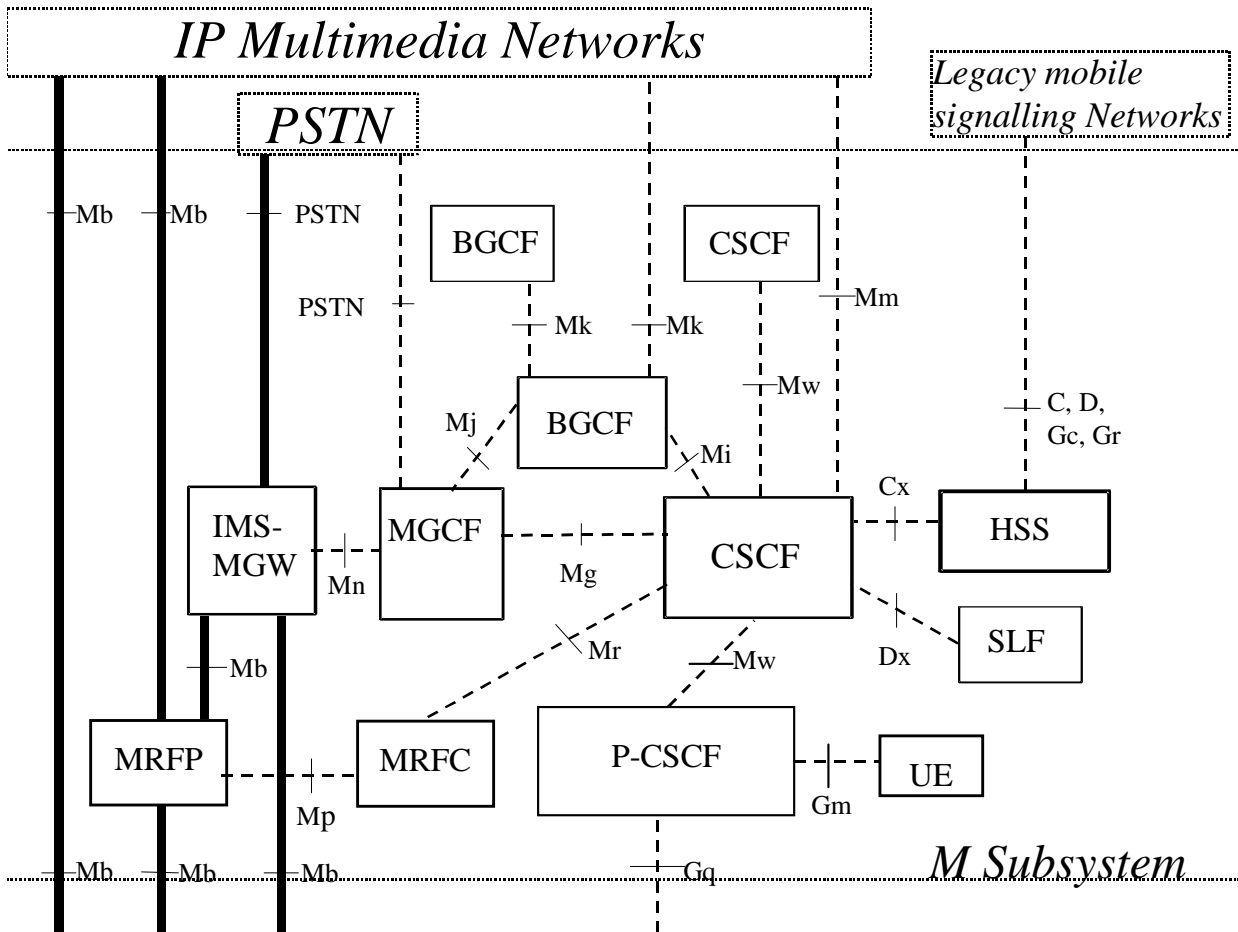 IP Multimedia Networks
Legacy mobile
signalling Networks
PSTN
Mb
Mb
PSTN
BGCF
CSCF
PSTN
Mm
Mk
Mk
Mw
C, D,
Gc, Gr
Mj
BGCF
Mi
Cx
IMS-
MGW
MGCF
CSCF
HSS
Mn
Mg
Mr
Mw
Dx
SLF
Mb
MRFP
MRFC
P-CSCF
UE
Mp
Gm
Mb
Mb
Mb
Gq
M Subsystem